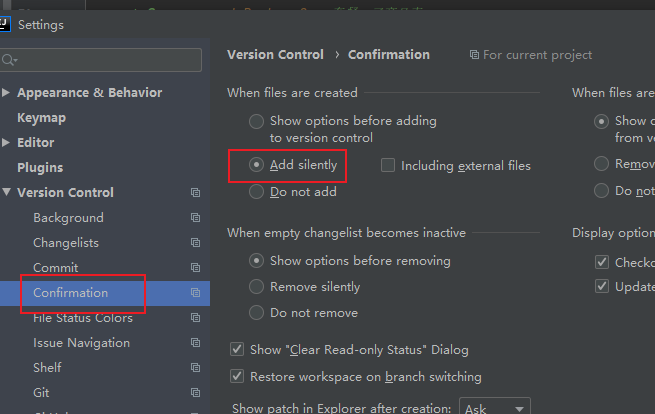 Settings
Version Control › Confirmation
For current project
Appearance & Behavior
Keymap
Editor
Plugins
Version Control
Background
Changelists
Commit
Confirmation
File Status Colors
Issue Navigation
Shelf
Git
When files are created
Show options before adding
to version control
Add silently
Including external files
Do not add
When empty changelist becomes inactive
Show options before removing
Remove silently
Do not remove
Show "Clear Read-only Status" Dialog
Restore workspace on branch switching
Show patch in Explorer after creation:
Ask
When files are
Show o
from ve
Remov
Do not
Display option
Checko
Update